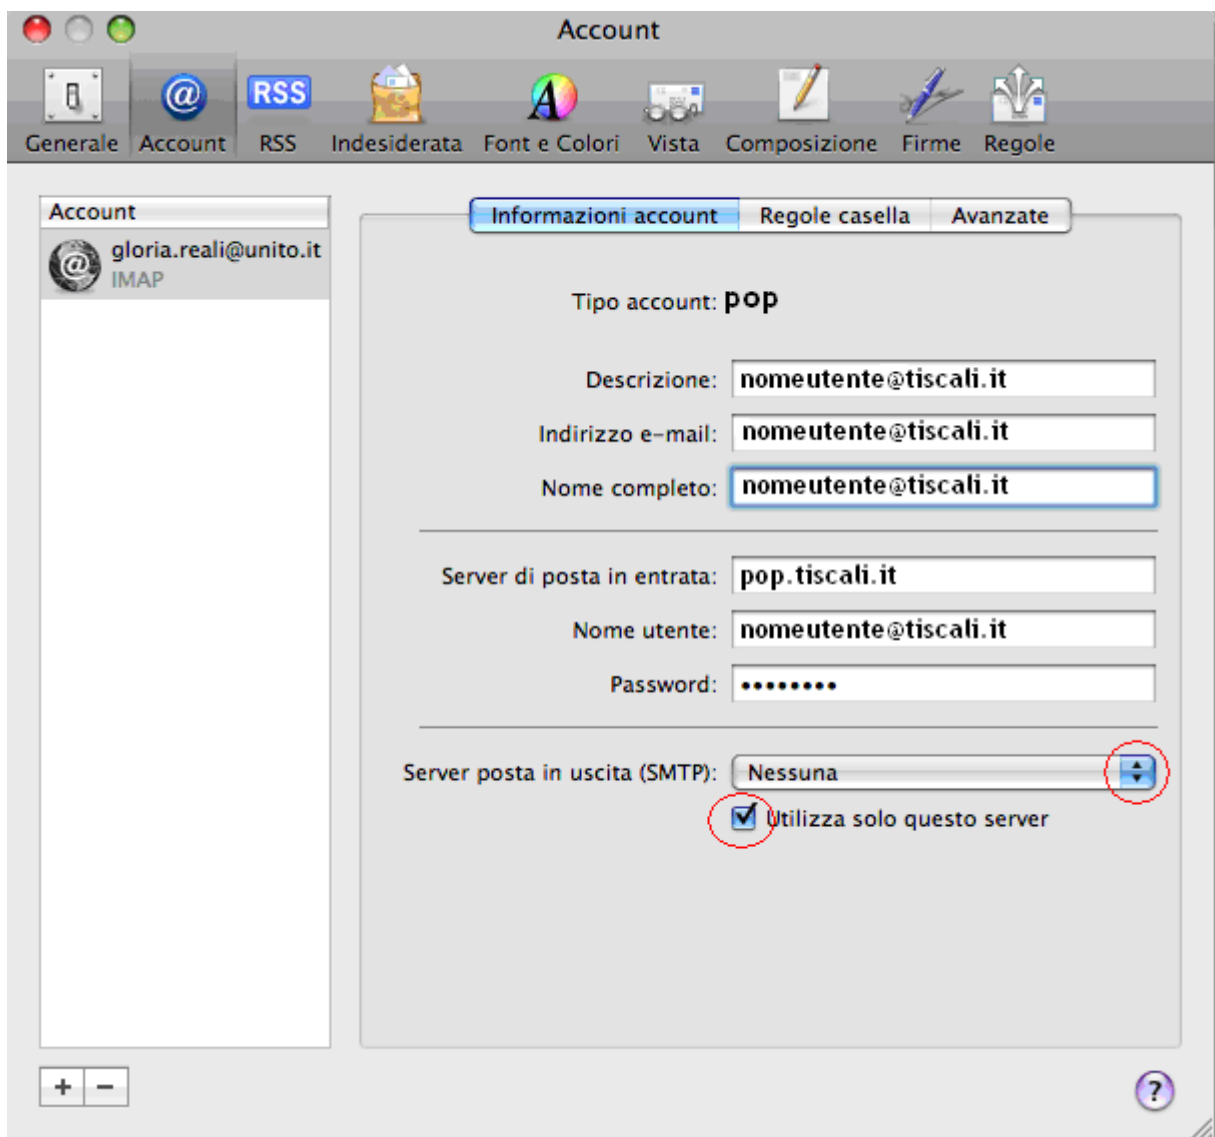 Account
RSS
Generale Account RSS Indesiderata Font e Colori Vista Composizione Firme Regole
Account
gloria.reali@unito.it
IMAP
Informazioni account Regole casella Avanzate
Tipo account: pop
Descrizione: nomeutente@tiscali.it
Indirizzo e-mail: nomeutente@tiscali.it
Nome completo: nomeutente@tiscali.it
Server di posta in entrata: pop.tiscali.it
Nome utente: nomeutente@tiscali.it
Password: ••••••••
Server posta in uscita (SMTP): Nessuna
Utilizza solo questo server
+ − ?